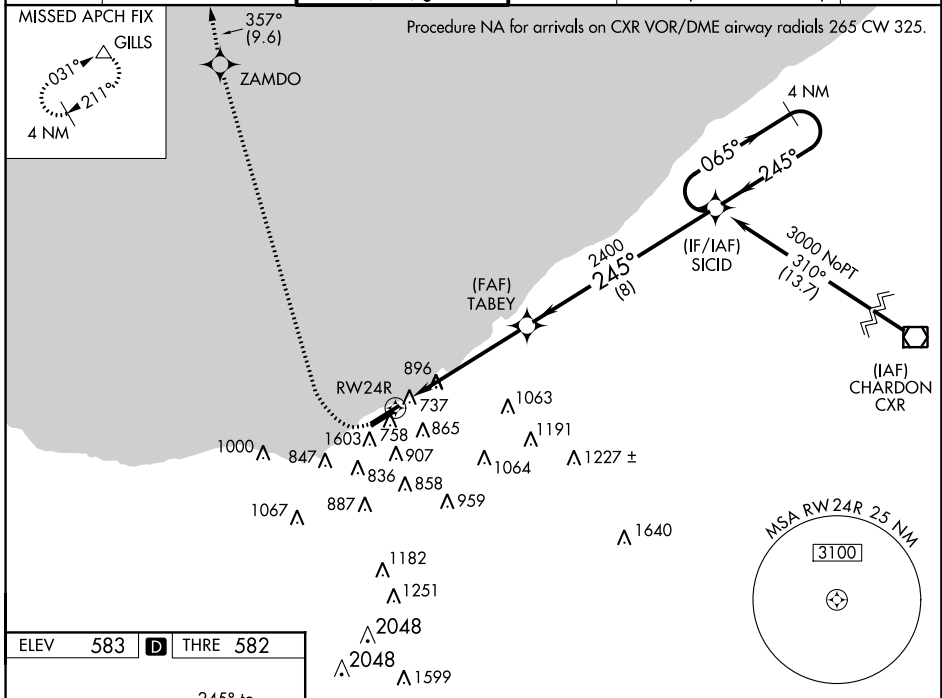 MISSED APCH FIX
GILLS
031°
211°
4 NM
357°
(9.6)
ZAMDO
Procedure NA for arrivals on CXR VOR/DME airway radials 265 CW 325.
4 NM
065°
245°
(IF/IAF)
SICID
3000 NoPT
310°
(13.7)
(IAF)
CHARDON
CXR
2400
245°
(8)
(FAF)
TABEY
RW24R
896
737
1063
758
865
1603
1191
1000
847
907
1064
1227 ±
836
858
887
959
1067
1640
1182
1251
2048
2048
1599
MSA RW24R 25 NM
3100
ELEV 583 D THRE 582